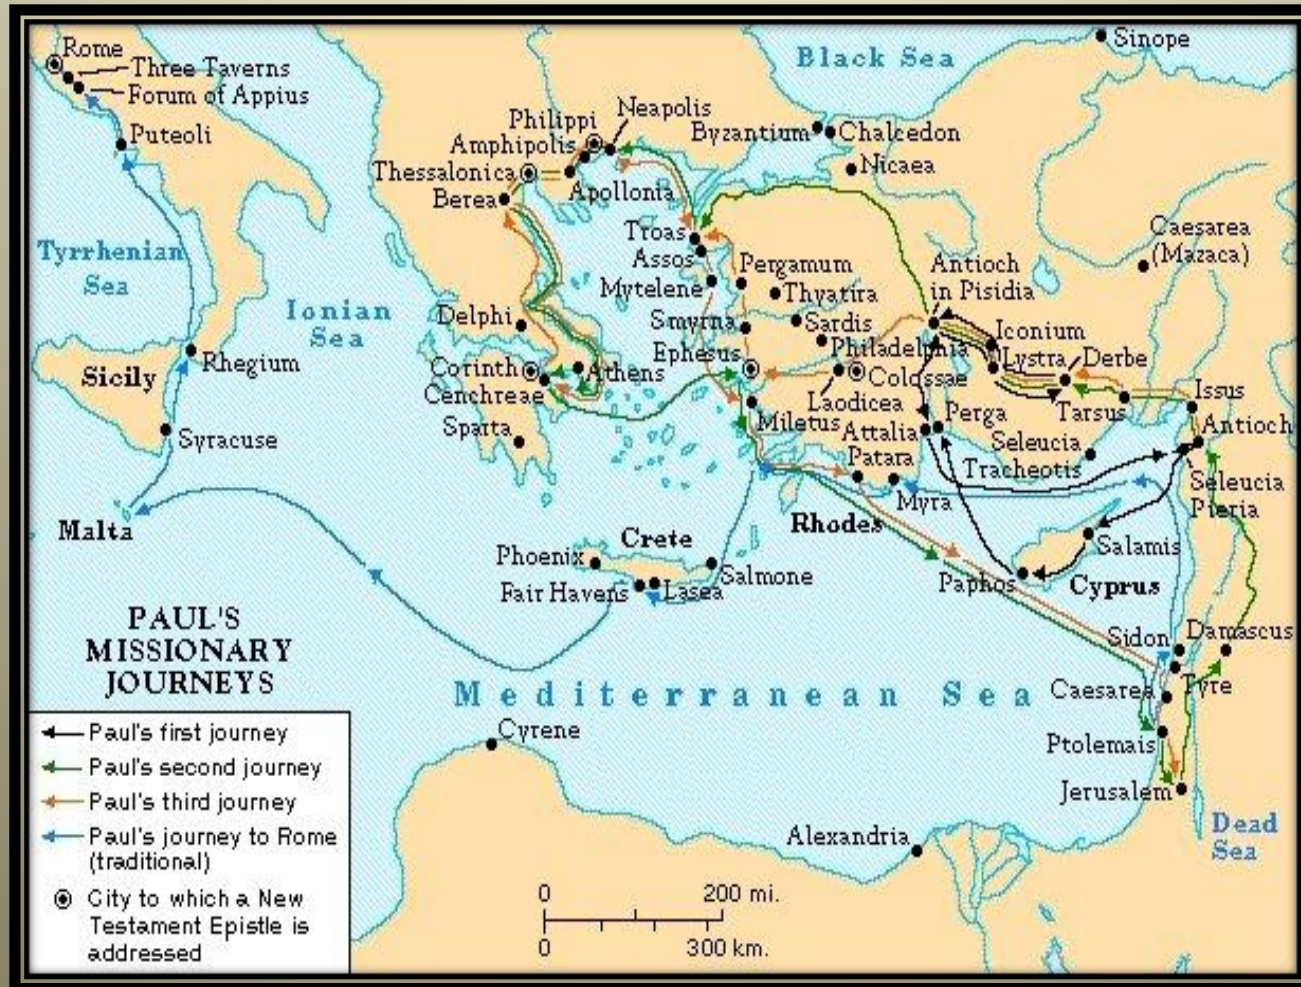 Rome
Three Taverns
Forum of Appius
Puteoli
Tyrrhenian
Sea
Ionian
Sea
Sicily
Rhegium
Syracuse
Malta
Black Sea
Sinope
Neapolis
Philippi
Amphipolis
Thessalonica
Berea
Apollonia
Byzantium
Chalcedon
Nicaea
Caesarea
(Mazaca)
Troas
Assos
Mytelene
Pergamum
Thyatira
Smyrna
Sardis
Philadelphia
Ephesus
Colossae
Laodicea
Miletus
Antioch
in Pisidia
Iconium
Lystra
Derbe
Tarsus
Issus
Antioch
Perga
Attalia
Seleucia
Tracheotis
Seleucia
Pieria
Patara
Myra
Rhodes
Delphi
Corinth
Cenchreae
Athens
Sparta
Crete
Phoenix
Fair Havens
Lasea
Salmone
Salamis
Paphos
Cyprus
Sidon
Damascus
Tyre
Caesarea
Ptolemais
Jerusalem
Dead
Sea
Mediterranean Sea
Cyrene
Alexandria
PAUL'S
MISSIONARY
JOURNEYS
Paul's first journey
Paul's second journey
Paul's third journey
Paul's journey to Rome
(traditional)
City to which a New
Testament Epistle is
addressed
0 200 mi.
0 300 km.